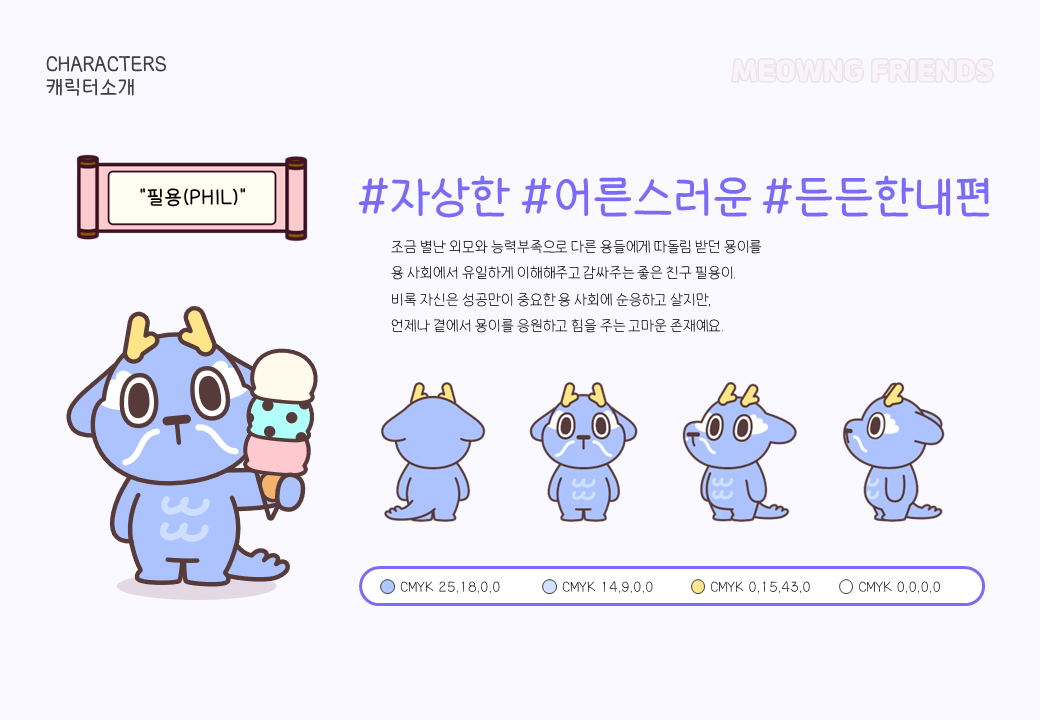 CHARACTERS
캐릭터소개
MEOWNG FRIENDS
"필용(PHIL)"
#자상한 #어른스러운 #든든한내편
조금 별난 외모와 능력부족으로 다른 용들에게 따돌림 받던 묭이를
용 사회에서 유일하게 이해해주고 감싸주는 좋은 친구 필용이.
비록 자신은 성공만이 중요한 용 사회에 순응하고 살지만,
언제나 곁에서 묭이를 응원하고 힘을 주는 고마운 존재예요.
CMYK 25,18,0,0 CMYK 14,9,0,0 CMYK 0,15,43,0 CMYK 0,0,0,0